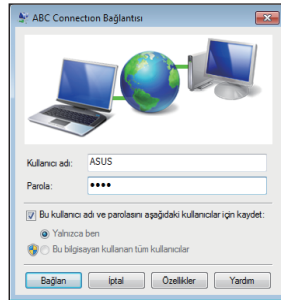 ABC Connection Bağlantısı
Kullanıcı adı: ASUS
Parola: ••••
Bu kullanıcı adı ve parolasını aşağıdaki kullanıcılar için kaydet:
Yalnızca ben
Bu bilgisayarı kullanan tüm kullanıcılar
Bağlan İptal Özellikler Yardım